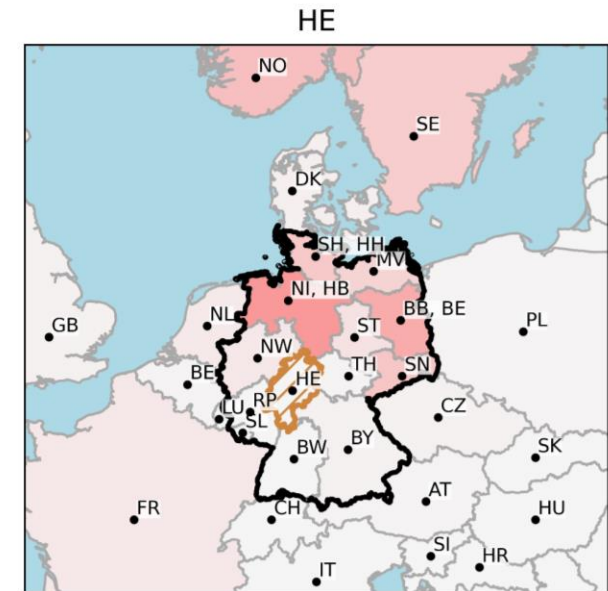 HE
NO
SE
DK
SH, HH
MV
NI, HB
BB, BE
NL
GB
ST
PL
NW
BE
TH
SN
HE
LU
RP
SL
CZ
BW
BY
SK
AT
FR
CH
HU
SI
HR
IT